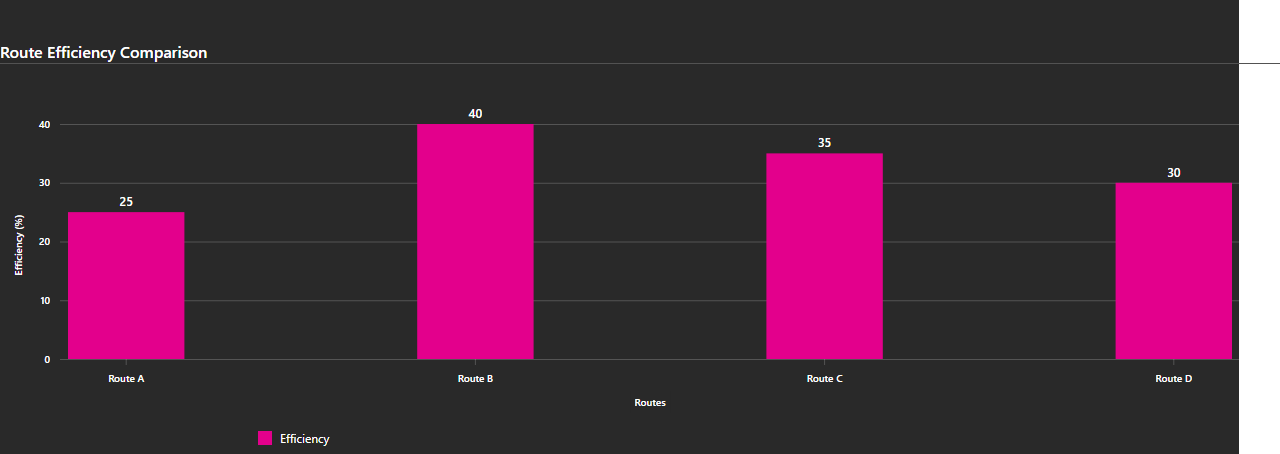 Route Efficiency Comparison
40
35
30
25
40
30
20
10
0
Efficiency (%)
Route A
Route B
Route C
Route D
Routes
Efficiency